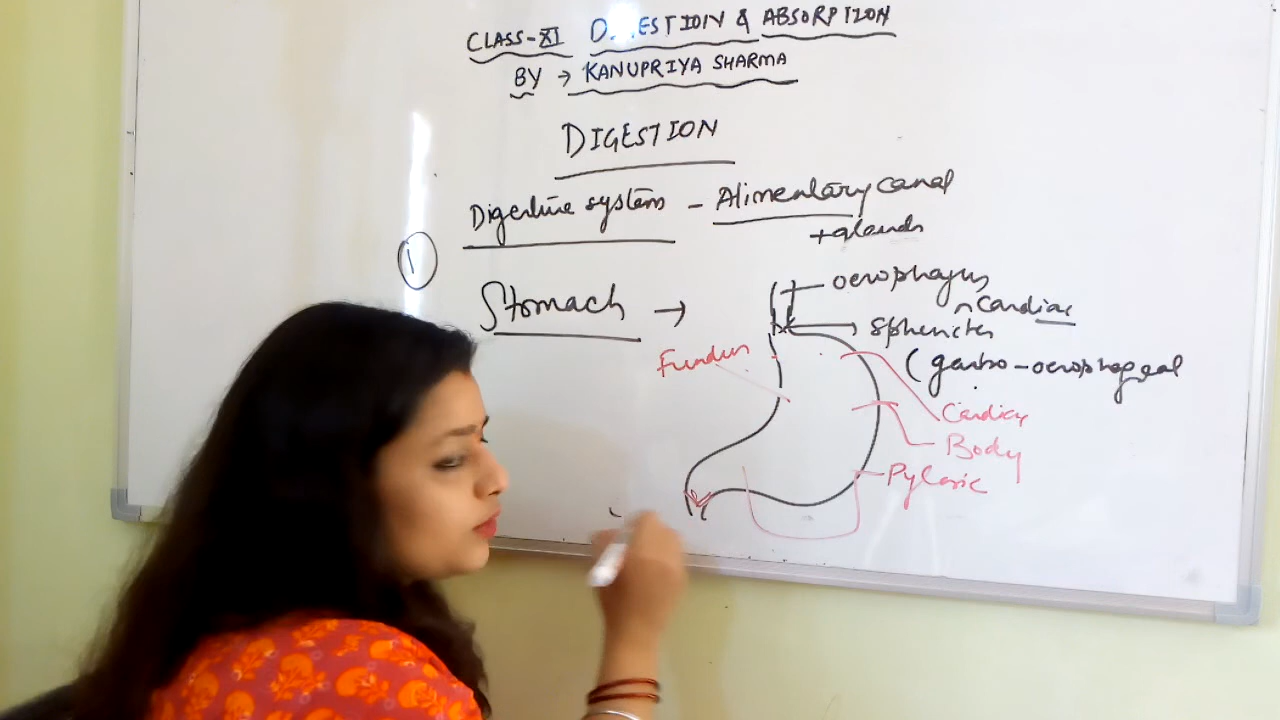 CLASS-XI DIGESTION & ABSORPTION
BY → KANUPRIYA SHARMA
DIGESTION
Digestive system - Alimentary canal
+ glands
1
Stomach →
oesophagus
Cardiac
sphincter
(gastro-oesophageal
Fundus
Cardiac
Body
Pyloric